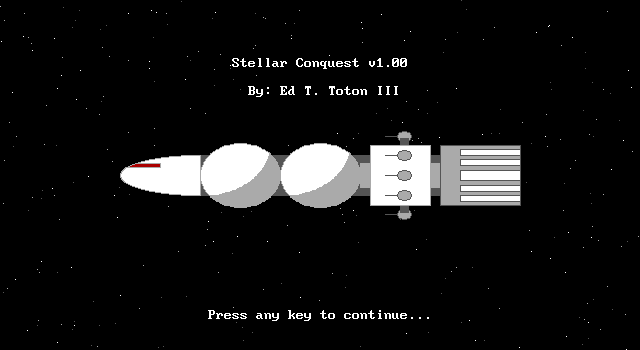 Stellar Conquest v1.00
By: Ed T. Toton III
Press any key to continue...